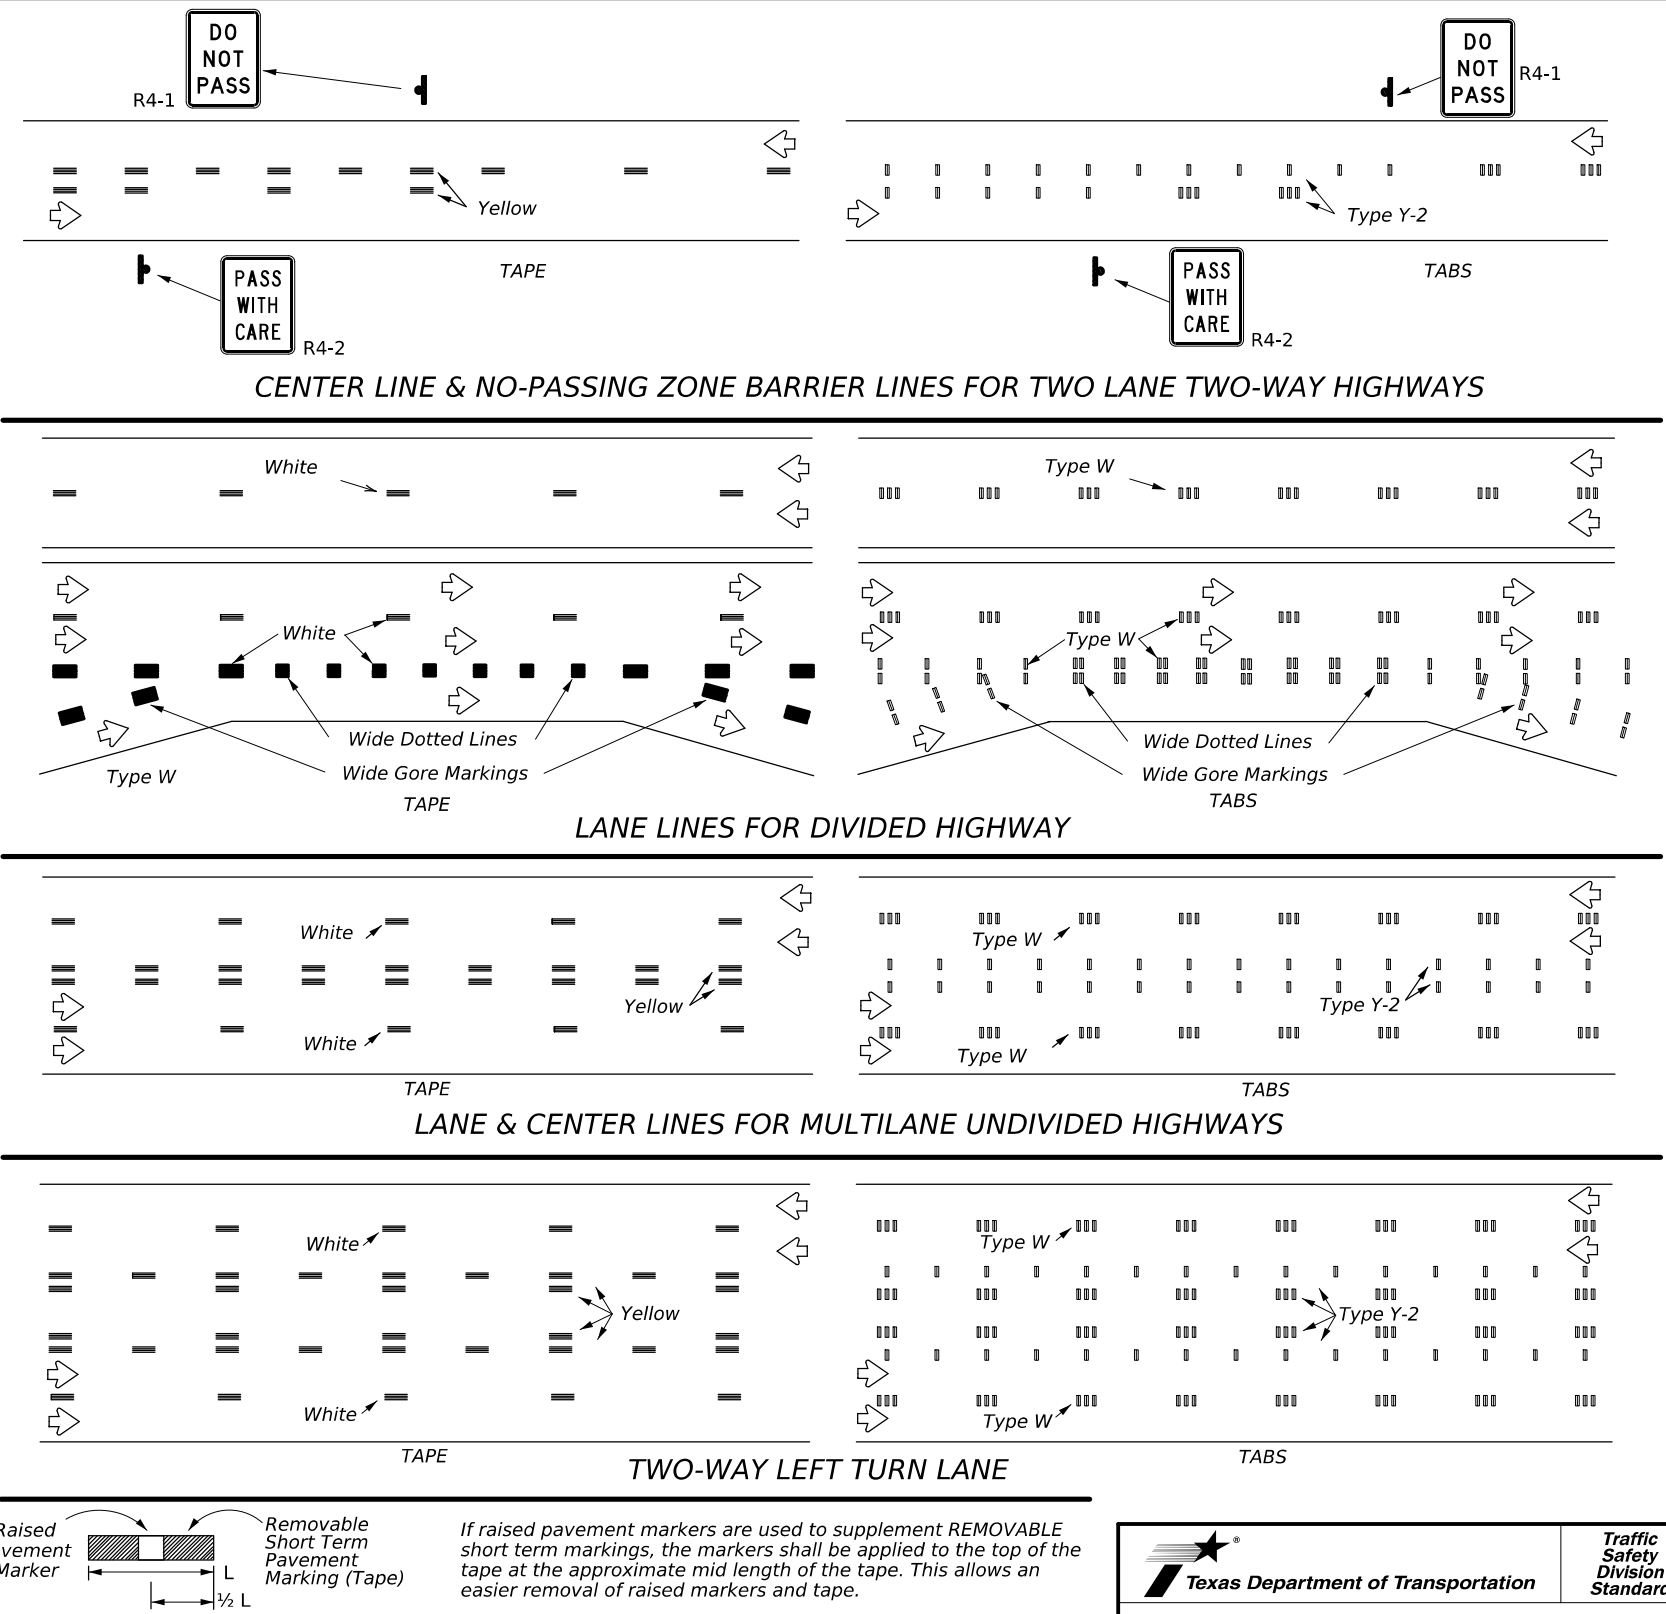 DO
NOT
PASS
R4-1
DO
NOT
PASS
R4-1
Yellow
Type Y-2
TAPE
TABS
PASS
WITH
CARE
R4-2
PASS
WITH
CARE
R4-2
CENTER LINE & NO-PASSING ZONE BARRIER LINES FOR TWO LANE TWO-WAY HIGHWAYS
White
Type W
White
Type W
Wide Dotted Lines
Wide Dotted Lines
Type W
Wide Gore Markings
Wide Gore Markings
TAPE
TABS
LANE LINES FOR DIVIDED HIGHWAY
White
Type W
Yellow
Type Y-2
White
Type W
TAPE
TABS
LANE & CENTER LINES FOR MULTILANE UNDIVIDED HIGHWAYS
White
Type W
Yellow
Type Y-2
White
Type W
TAPE
TABS
TWO-WAY LEFT TURN LANE
Raised
avement
Marker
L
½ L
Removable
Short Term
Pavement
Marking (Tape)
If raised pavement markers are used to supplement REMOVABLE
short term markings, the markers shall be applied to the top of the
tape at the approximate mid length of the tape. This allows an
easier removal of raised markers and tape.
®
Texas Department of Transportation
Traffic
Safety
Division
Standard